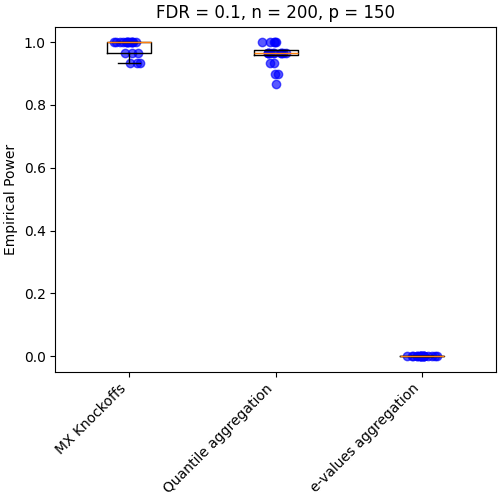 FDR = 0.1, n = 200, p = 150
1.0
0.8
0.6
0.4
0.2
0.0
Empirical Power
MX Knockoffs
Quantile aggregation
e-values aggregation